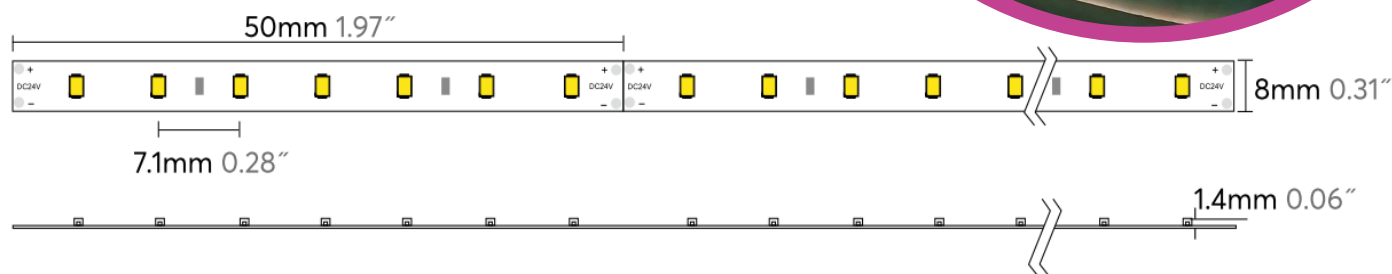 50mm 1.97″
+ + + +
DC24V DC24V DC24V DC24V
− − − −
8mm 0.31″
7.1mm 0.28″
1.4mm 0.06″